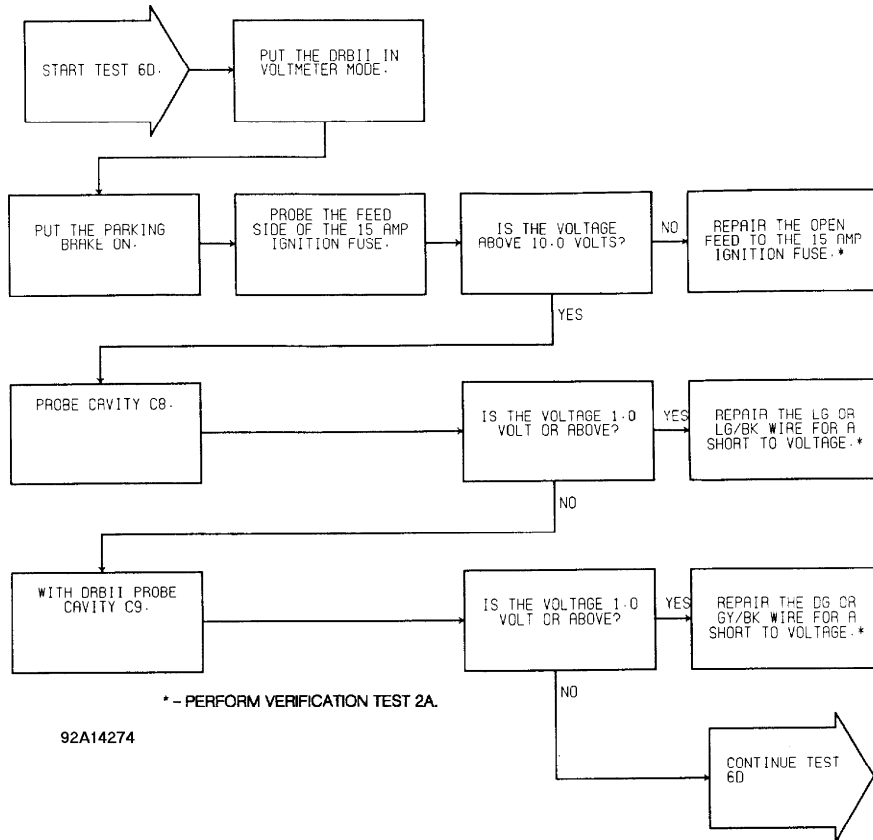 START TEST 6D.
PUT THE DRBII IN
VOLTMETER MODE.
PUT THE PARKING
BRAKE ON.
PROBE THE FEED
SIDE OF THE 15 AMP
IGNITION FUSE.
IS THE VOLTAGE
ABOVE 10.0 VOLTS?
NO
REPAIR THE OPEN
FEED TO THE 15 AMP
IGNITION FUSE.*
YES
PROBE CAVITY C8.
IS THE VOLTAGE 1.0
VOLT OR ABOVE?
YES
REPAIR THE LG OR
LG/BK WIRE FOR A
SHORT TO VOLTAGE.*
NO
WITH DRBII PROBE
CAVITY C9.
IS THE VOLTAGE 1.0
VOLT OR ABOVE?
YES
REPAIR THE DG OR
GY/BK WIRE FOR A
SHORT TO VOLTAGE.*
NO
* – PERFORM VERIFICATION TEST 2A.
92A14274
CONTINUE TEST
6D